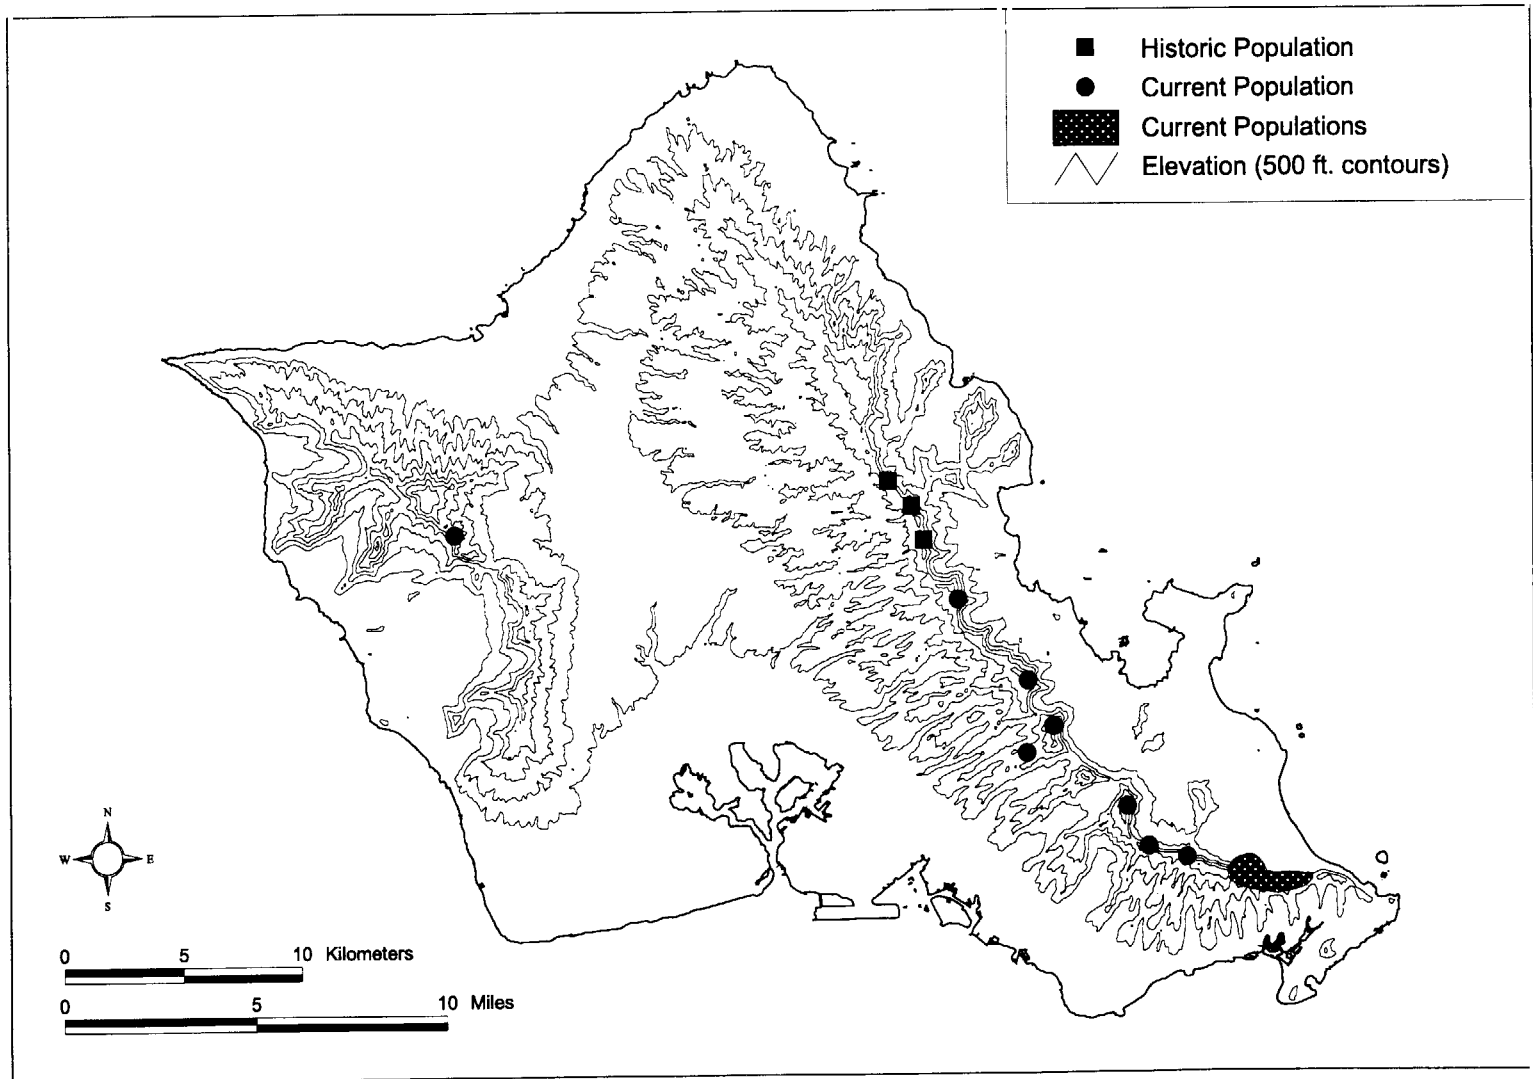 Historic Population
Current Population
Current Populations
Elevation (500 ft. contours)
N
W E
S
0 5 10 Kilometers
0 5 10 Miles